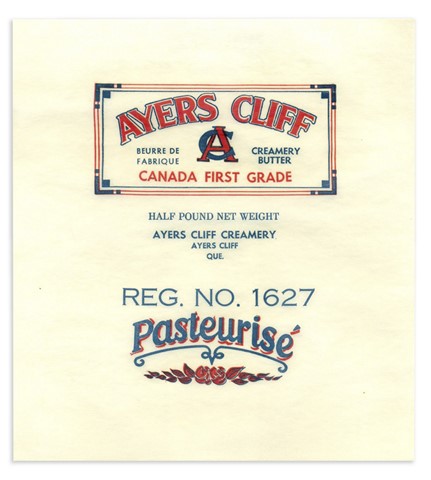 AYERS CLIFF
AC
BEURRE DE
FABRIQUE
CREAMERY
BUTTER
CANADA FIRST GRADE
HALF POUND NET WEIGHT
AYERS CLIFF CREAMERY
AYERS CLIFF
QUE.
REG. NO. 1627
Pasteurisé